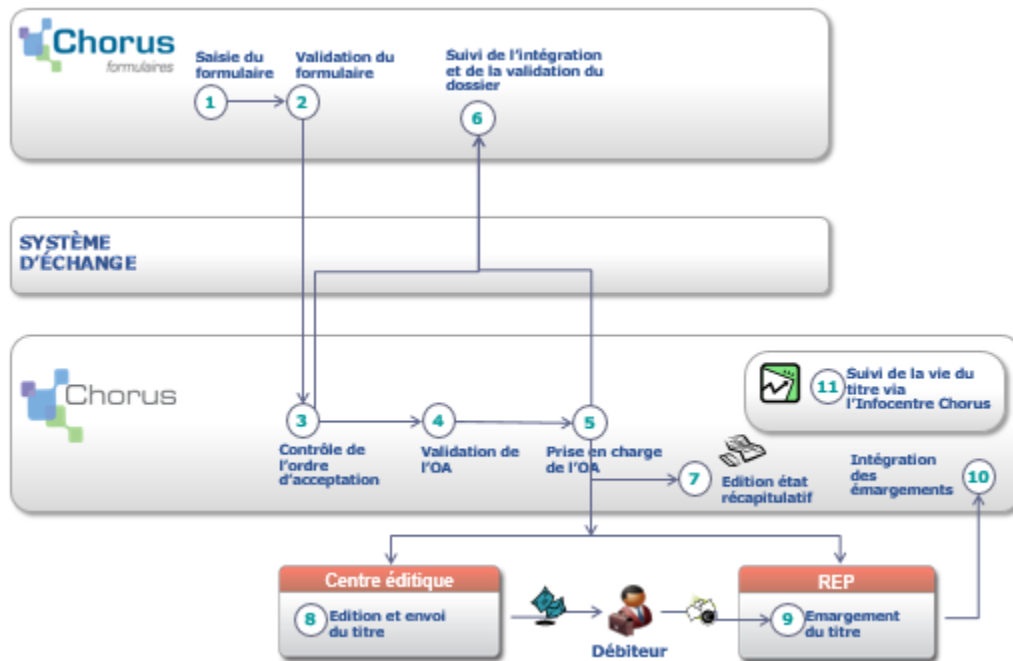 Chorus
formulaires
Saisie du
formulaire
1
Validation du
formulaire
2
Suivi de l'intégration
et de la validation du
dossier
6
SYSTÈME
D'ÉCHANGE
Chorus
3
Contrôle de
l'ordre
d'acceptation
4
Validation de
l'OA
5
Prise en charge
de l'OA
7
Edition état
récapitulatif
11
Suivi de la vie du
titre via
l'Infocentre Chorus
Intégration
des
émargements
10
Centre éditique
8
Edition et envoi
du titre
Débiteur
REP
9
Emargement
du titre